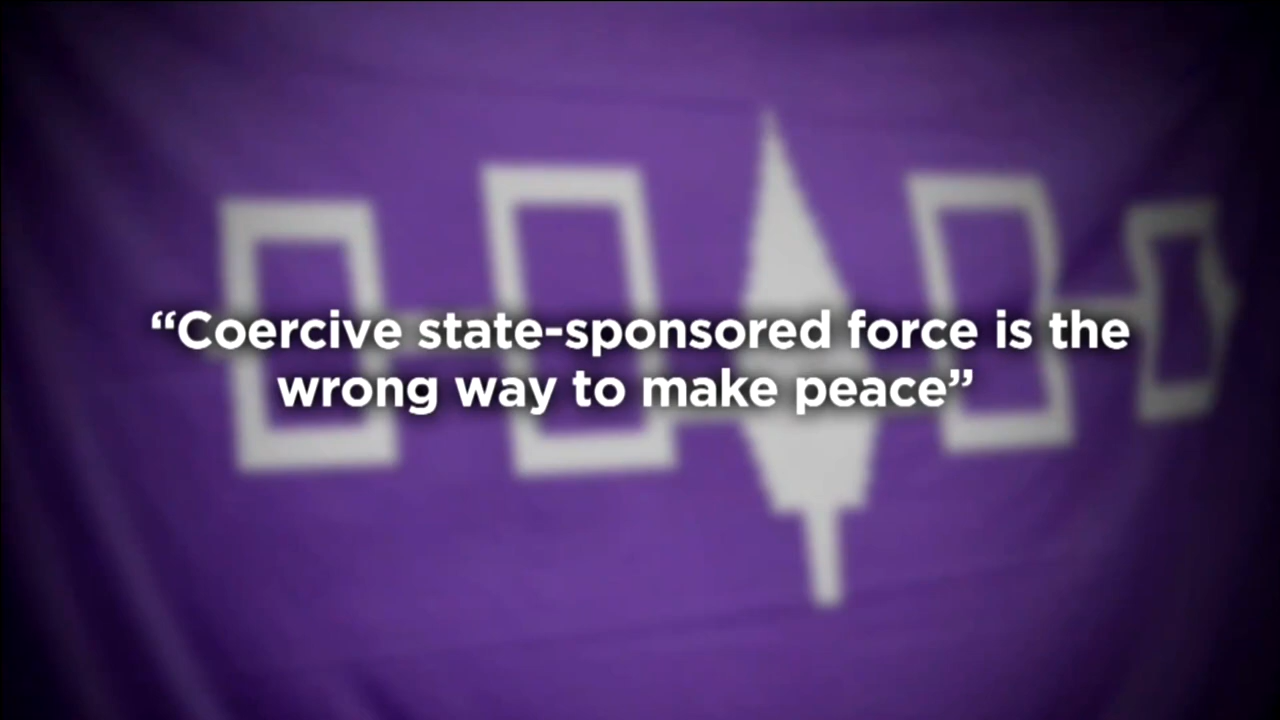 “Coercive state-sponsored force is the
wrong way to make peace”